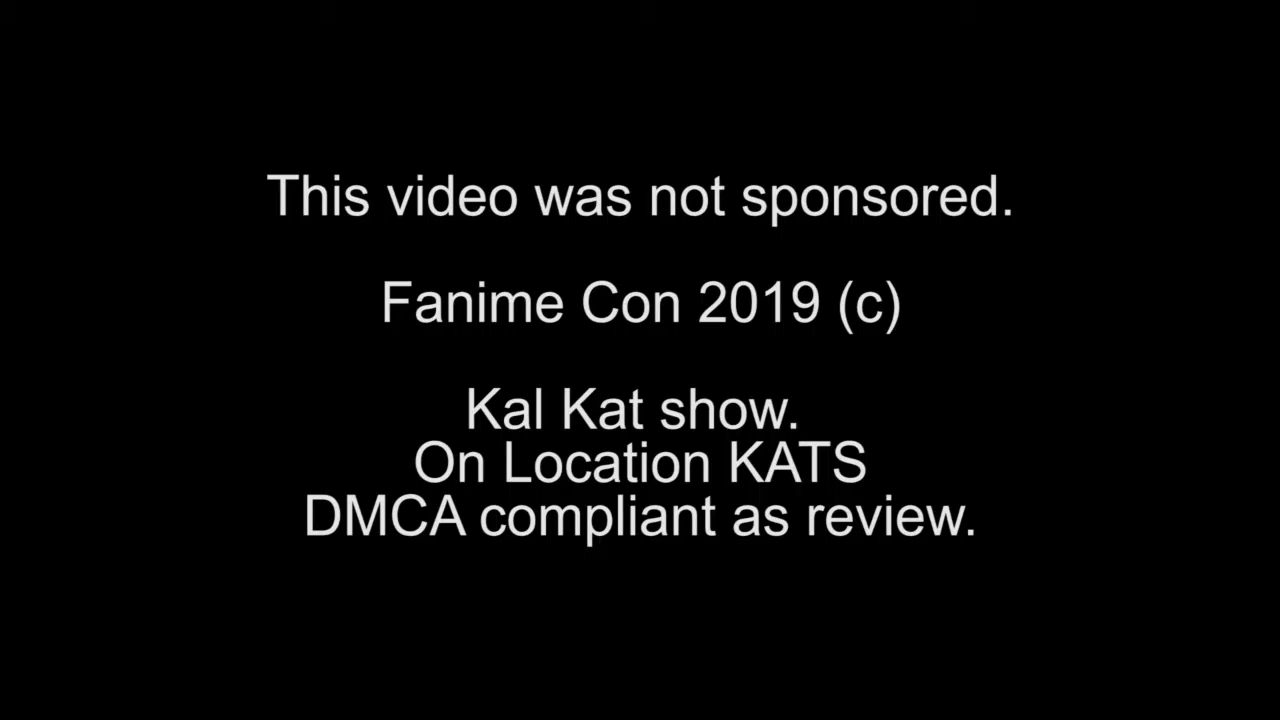 This video was not sponsored.
Fanime Con 2019 (c)
Kal Kat show.
On Location KATS
DMCA compliant as review.